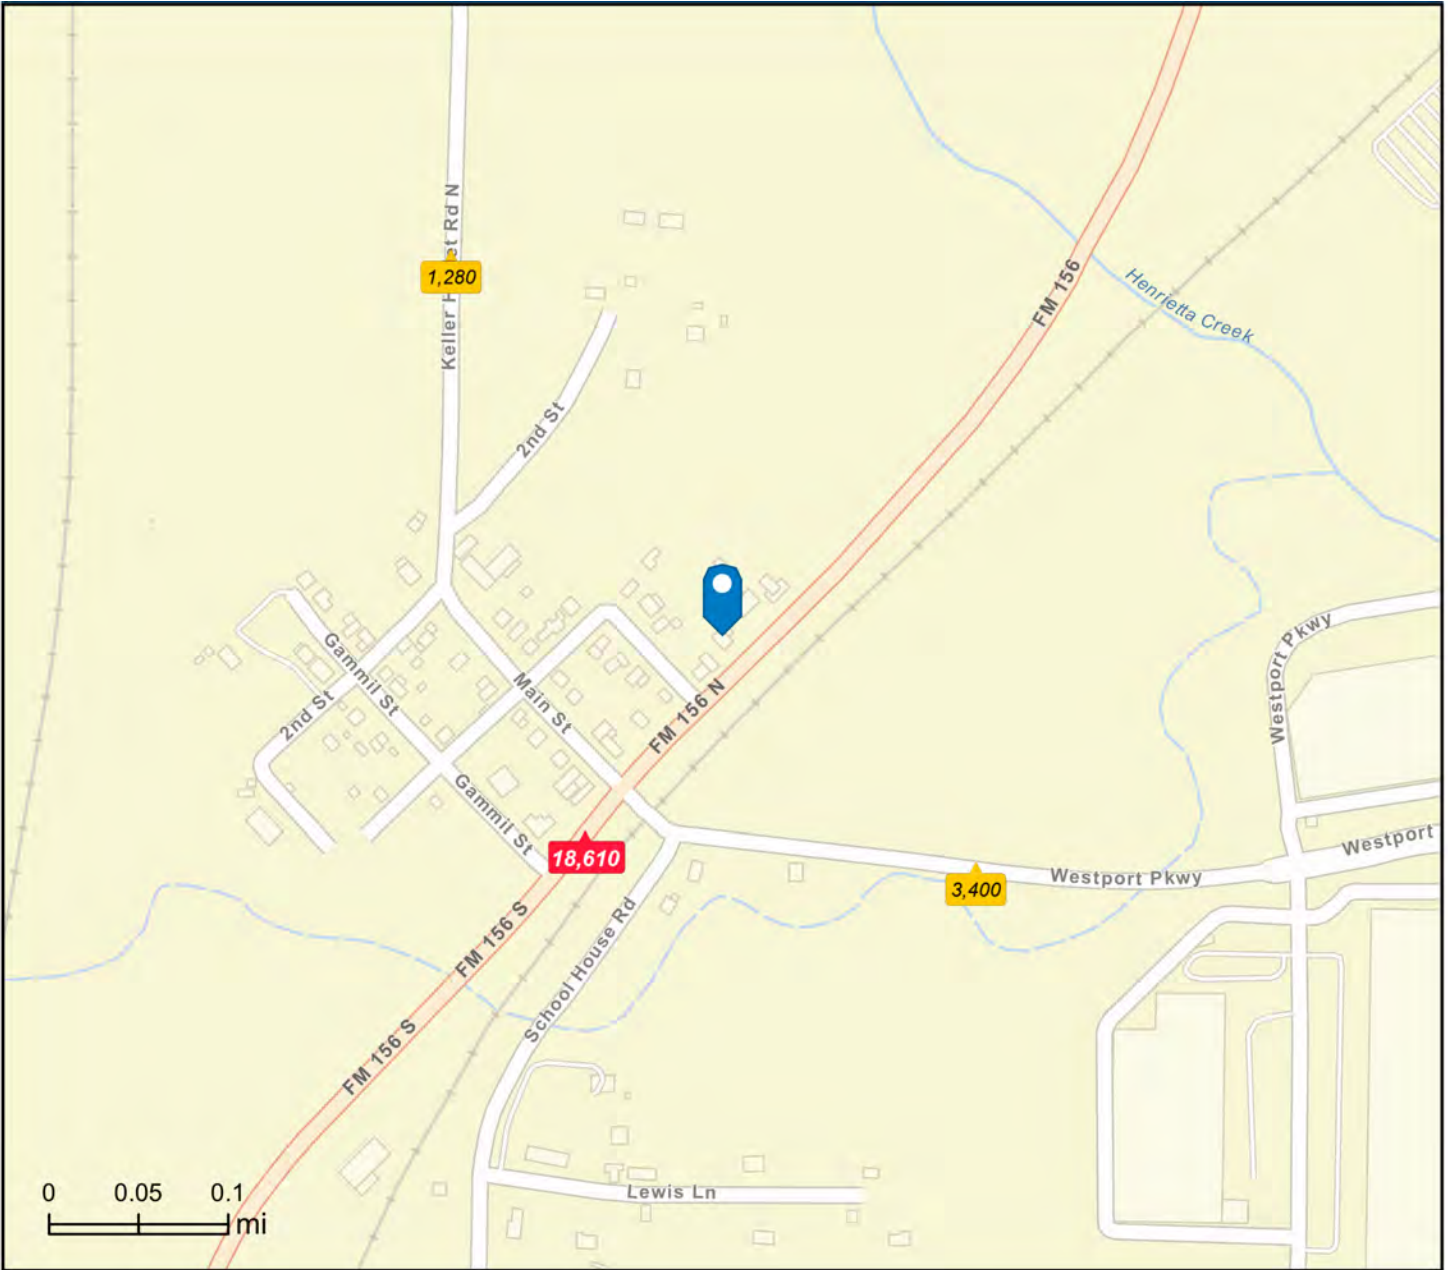 Keller H et Rd N
1,280
2nd St
FM 156
Henrietta Creek
Gammil St
2nd St
Main St
FM 156 N
Westport Pkwy
Gammil St
18,610
3,400
Westport Pkwy
Westport
FM 156 S
School House Rd
FM 156 S
Lewis Ln
0 0.05 0.1
mi